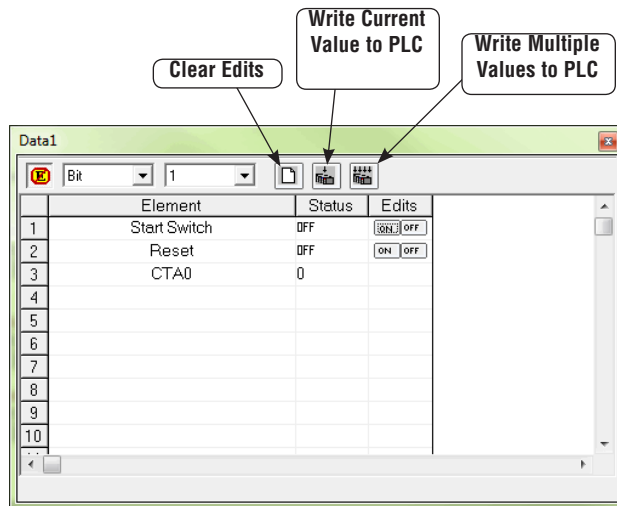 Write Current
Value to PLC
Write Multiple
Values to PLC
Clear Edits
Data1
E Bit 1
Element Status Edits
1 Start Switch OFF ON OFF
2 Reset OFF ON OFF
3 CTA0 0
4
5
6
7
8
9
10